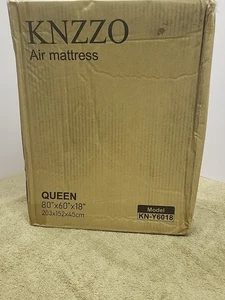 KNZZO
Air mattress
QUEEN
80"x60"x18"
203x152x45cm
Model
KN-Y6018